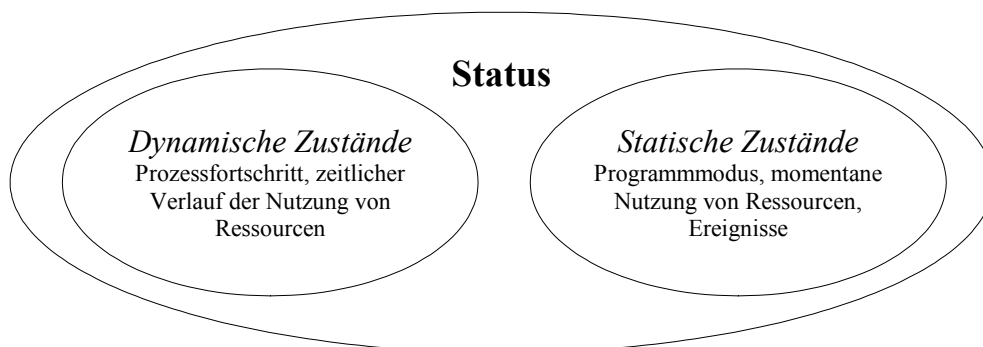 Status
Dynamische Zustände
Prozessfortschritt, zeitlicher
Verlauf der Nutzung von
Ressourcen
Statische Zustände
Programmmodus, momentane
Nutzung von Ressourcen,
Ereignisse